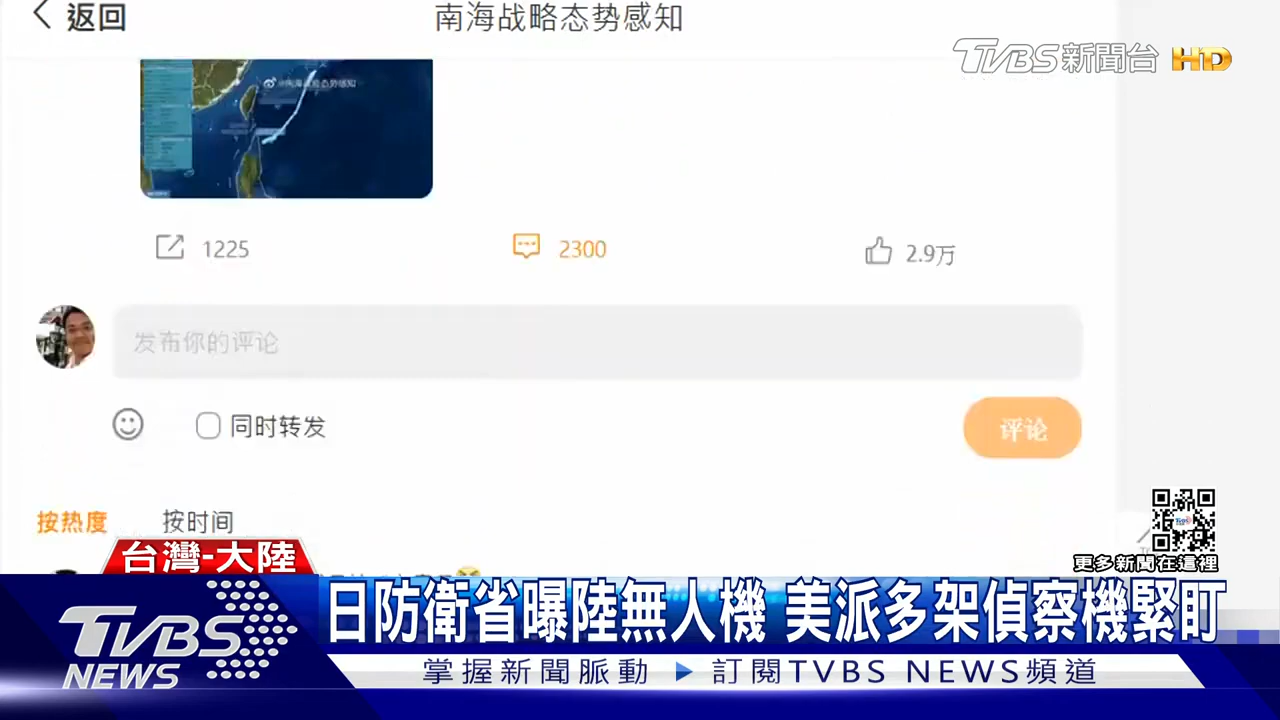 返回
南海战略态势感知
TVBS新聞台 HD
@南海战略态势感知
1225
2300
2.9万
发布你的评论
同时转发
评论
按热度
按时间
更多新聞在這裡
台灣-大陸
TVBS NEWS
日防衛省曝陸無人機 美派多架偵察機緊盯
掌握新聞脈動 ▶ 訂閱TVBS NEWS頻道